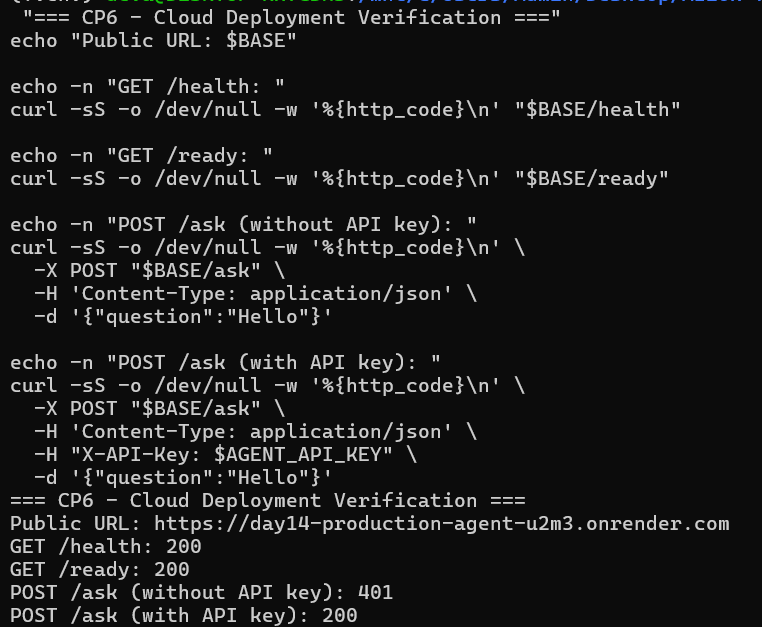 "=== CP6 - Cloud Deployment Verification ==="
echo "Public URL: $BASE"
echo -n "GET /health: "
curl -sS -o /dev/null -w '%{http_code}\n' "$BASE/health"
echo -n "GET /ready: "
curl -sS -o /dev/null -w '%{http_code}\n' "$BASE/ready"
echo -n "POST /ask (without API key): "
curl -sS -o /dev/null -w '%{http_code}\n' \
-X POST "$BASE/ask" \
-H 'Content-Type: application/json' \
-d '{"question":"Hello"}'
echo -n "POST /ask (with API key): "
curl -sS -o /dev/null -w '%{http_code}\n' \
-X POST "$BASE/ask" \
-H 'Content-Type: application/json' \
-H "X-API-Key: $AGENT_API_KEY" \
-d '{"question":"Hello"}'
=== CP6 - Cloud Deployment Verification ===
Public URL: https://day14-production-agent-u2m3.onrender.com
GET /health: 200
GET /ready: 200
POST /ask (without API key): 401
POST /ask (with API key): 200